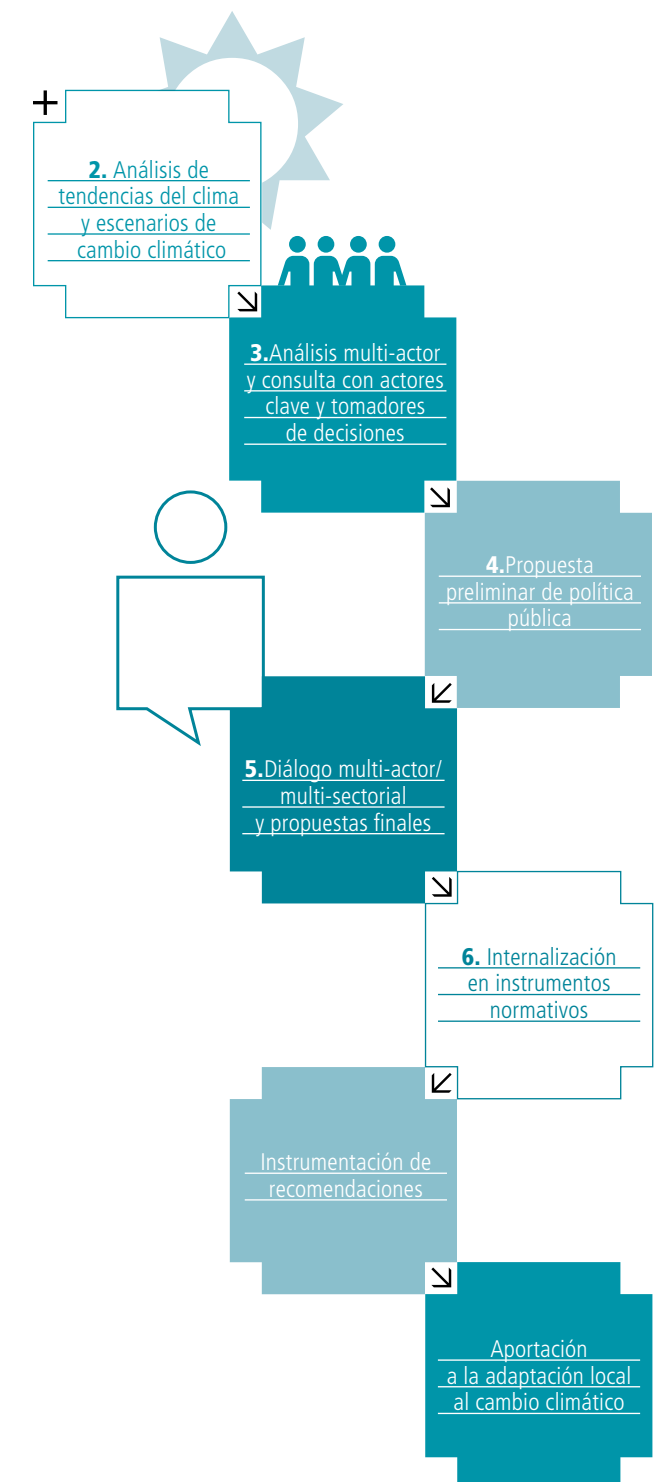 +
2. Análisis de
tendencias del clima
y escenarios de
cambio climático
3.Análisis multi-actor
y consulta con actores
clave y tomadores
de decisiones
4.Propuesta
preliminar de política
pública
5.Diálogo multi-actor/
multi-sectorial
y propuestas finales
6. Internalización
en instrumentos
normativos
Instrumentación de
recomendaciones
Aportación
a la adaptación local
al cambio climático